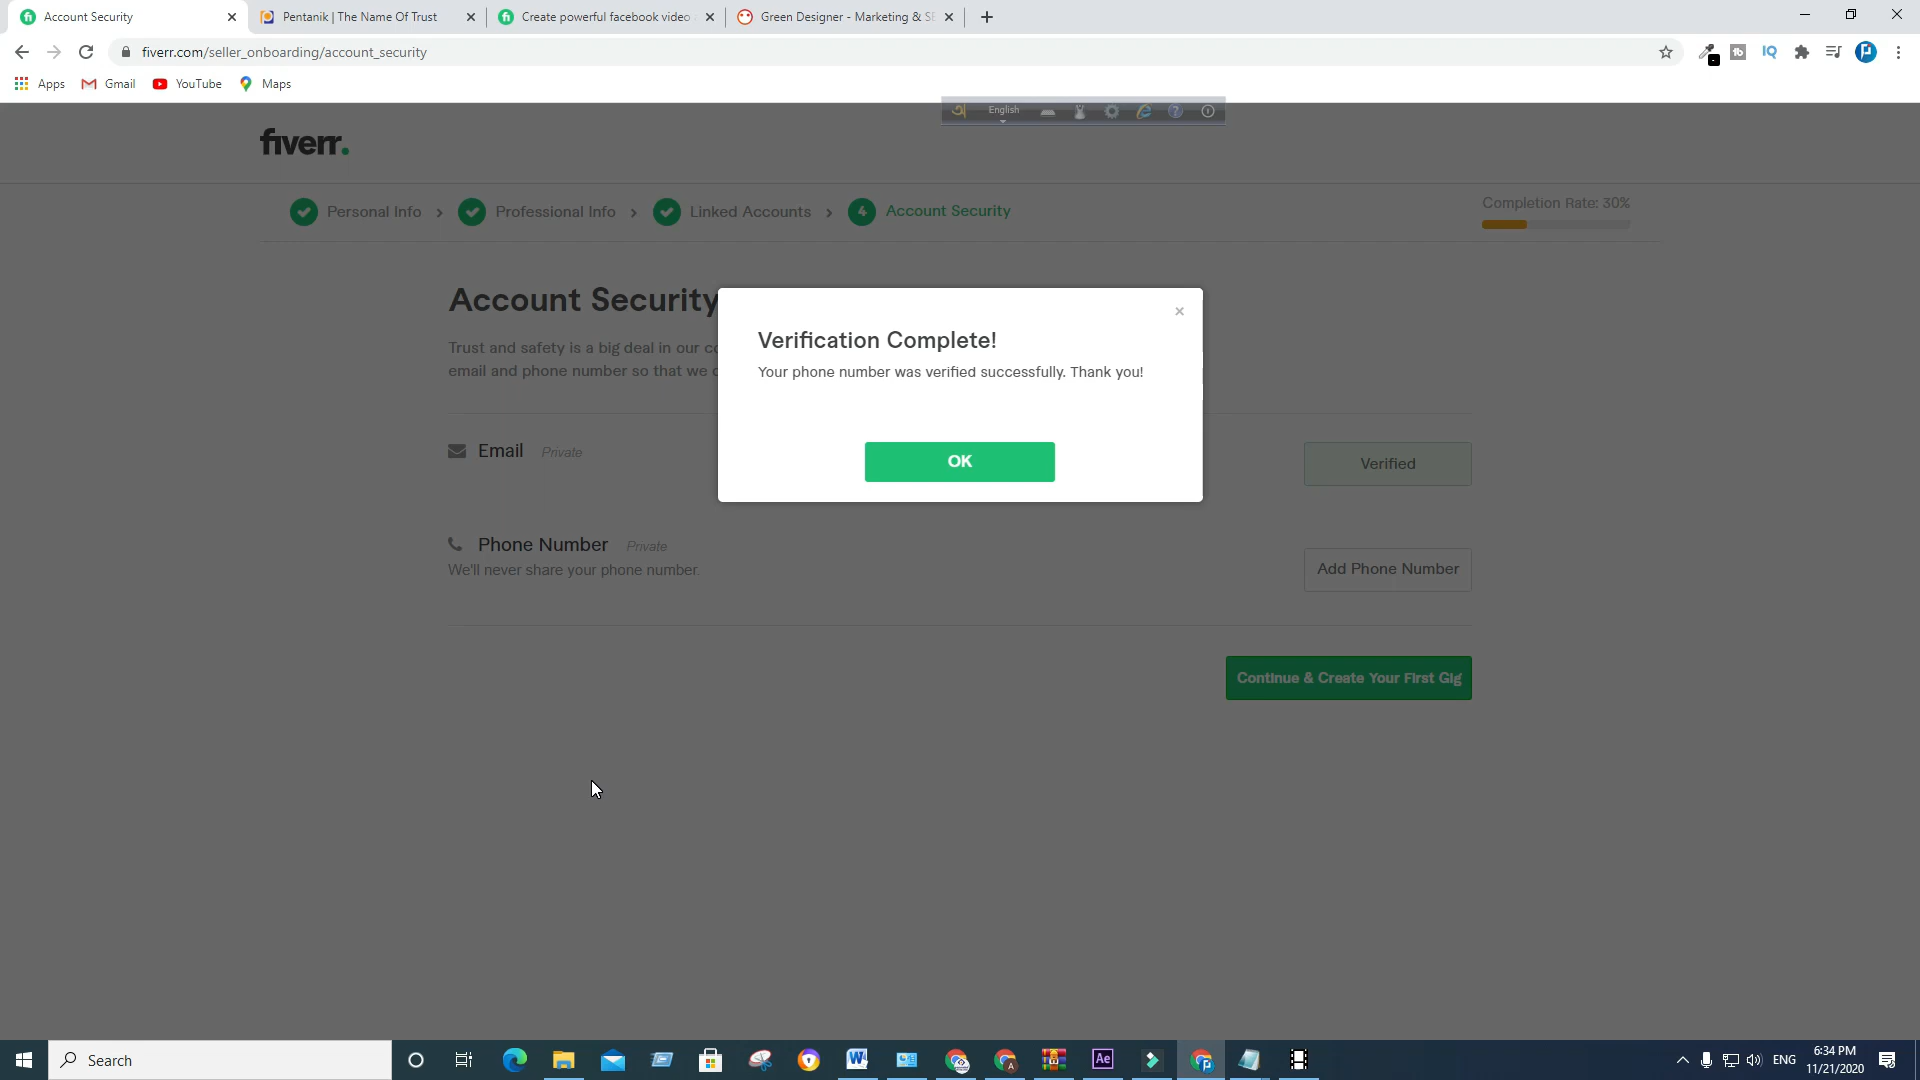 Account Security
Pentanik | The Name Of Trust
Create powerful facebook video
Green Designer - Marketing & SE
fiverr.com/seller_onboarding/account_security
Apps
Gmail
YouTube
Maps
English
fiverr.
Personal Info
Professional Info
Linked Accounts
4 Account Security
Completion Rate: 30%
Account Security
Trust and safety is a big deal in our co
email and phone number so that we c
Verification Complete!
Your phone number was verified successfully. Thank you!
OK
Email Private
Verified
Phone Number Private
We'll never share your phone number.
Add Phone Number
Continue & Create Your First Gig
Search
ENG
6:34 PM
11/21/2020